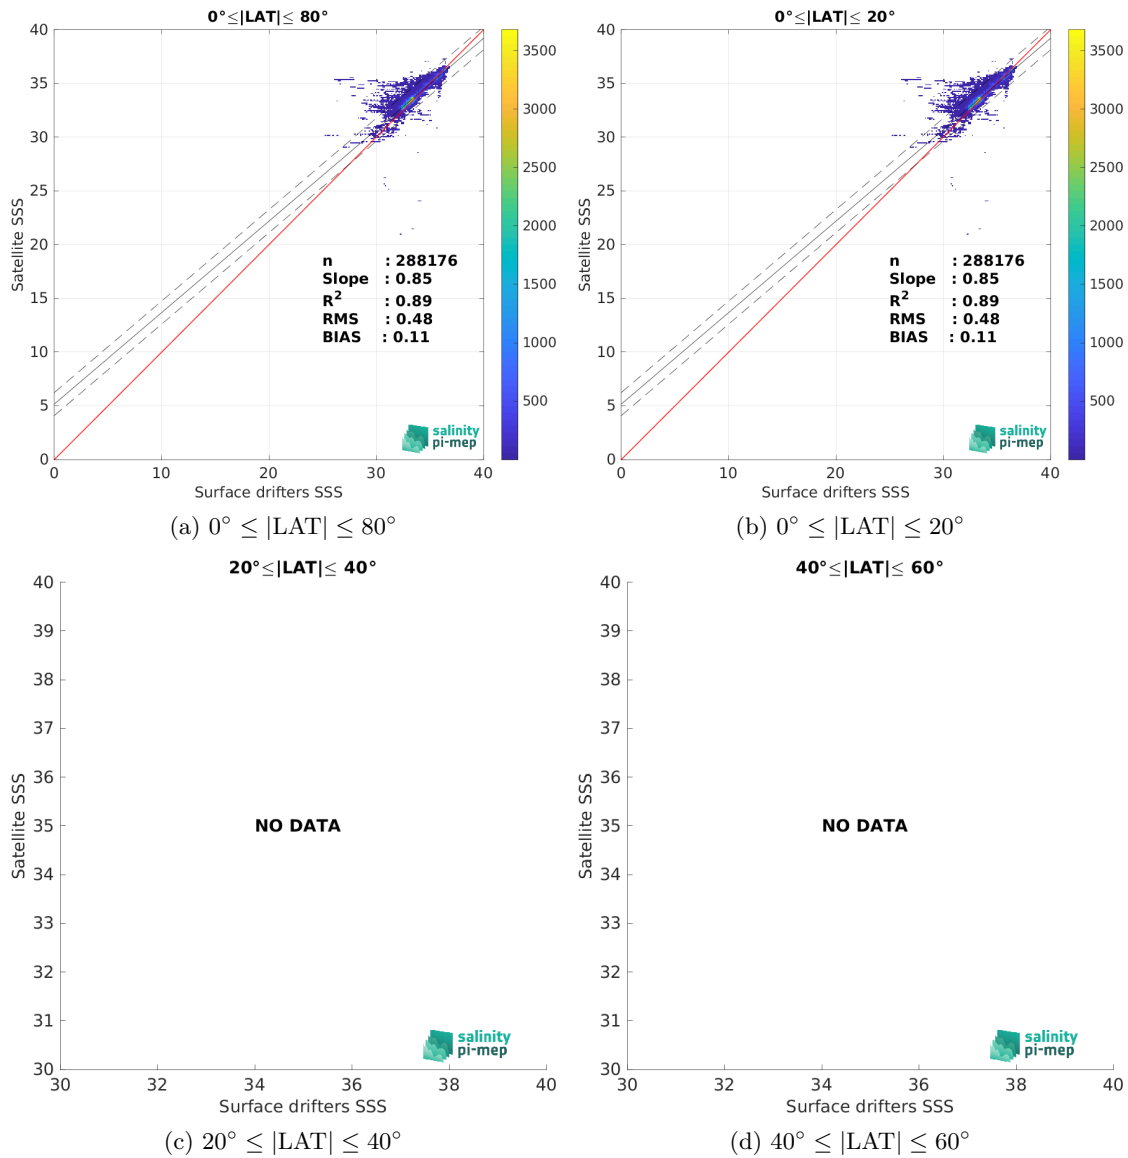 0°≤|LAT|≤ 80°
40
35
30
25
20
15
10
5
0
Satellite SSS
0
10
20
30
40
Surface drifters SSS
n : 288176
Slope : 0.85
R² : 0.89
RMS : 0.48
BIAS : 0.11
salinity
pi-mep
3500
3000
2500
2000
1500
1000
500
(a) 0° ≤ |LAT| ≤ 80°
0°≤|LAT|≤ 20°
40
35
30
25
20
15
10
5
0
Satellite SSS
0
10
20
30
40
Surface drifters SSS
n : 288176
Slope : 0.85
R² : 0.89
RMS : 0.48
BIAS : 0.11
salinity
pi-mep
3500
3000
2500
2000
1500
1000
500
(b) 0° ≤ |LAT| ≤ 20°
20°≤|LAT|≤ 40°
40
39
38
37
36
35
34
33
32
31
30
Satellite SSS
NO DATA
salinity
pi-mep
30
32
34
36
38
40
Surface drifters SSS
(c) 20° ≤ |LAT| ≤ 40°
40°≤|LAT|≤ 60°
40
39
38
37
36
35
34
33
32
31
30
Satellite SSS
NO DATA
salinity
pi-mep
30
32
34
36
38
40
Surface drifters SSS
(d) 40° ≤ |LAT| ≤ 60°